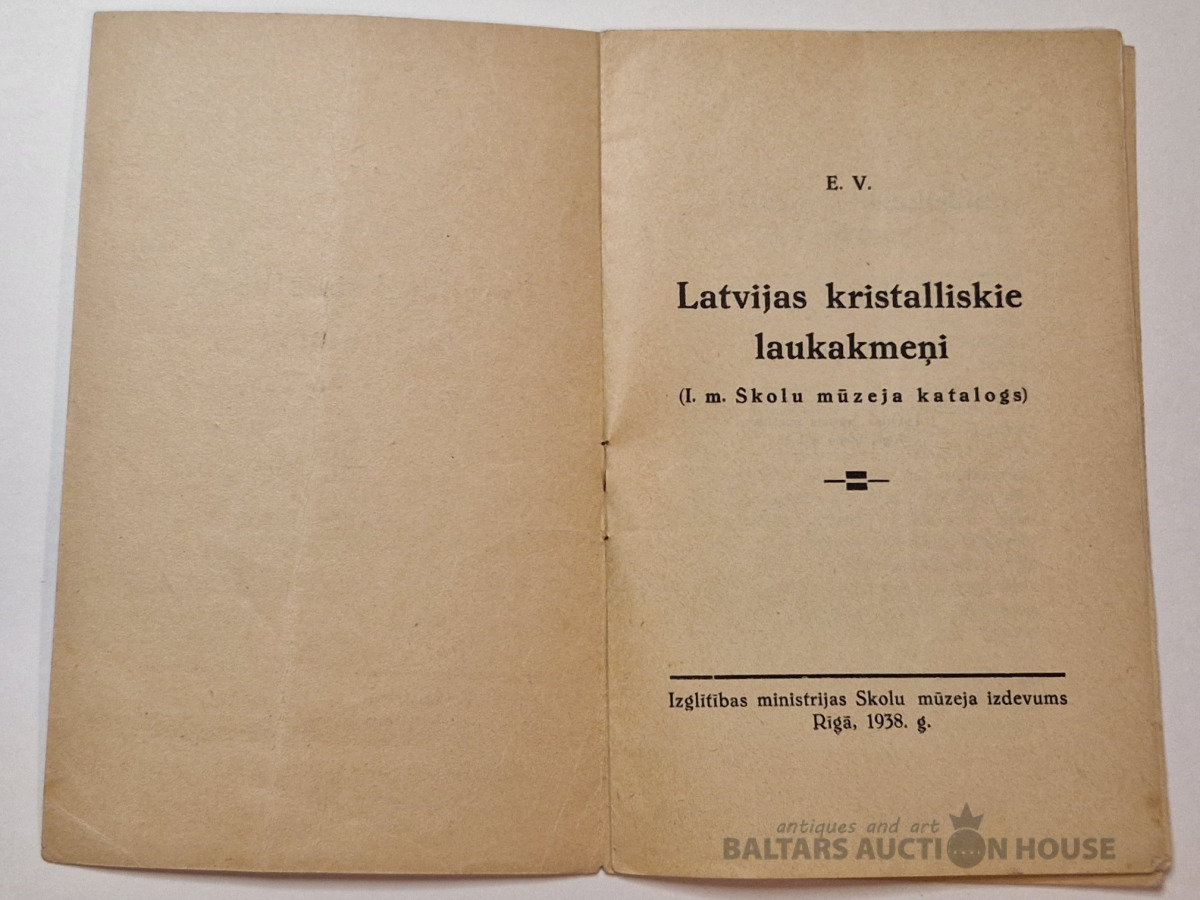 E. V.
Latvijas kristalliskie
laukakmeņi
(I. m. Skolu mūzeja katalogs)
Izglītības ministrijas Skolu mūzeja izdevums
Rīgā, 1938. g.
antiques and art
BALTARS AUCTION HOUSE